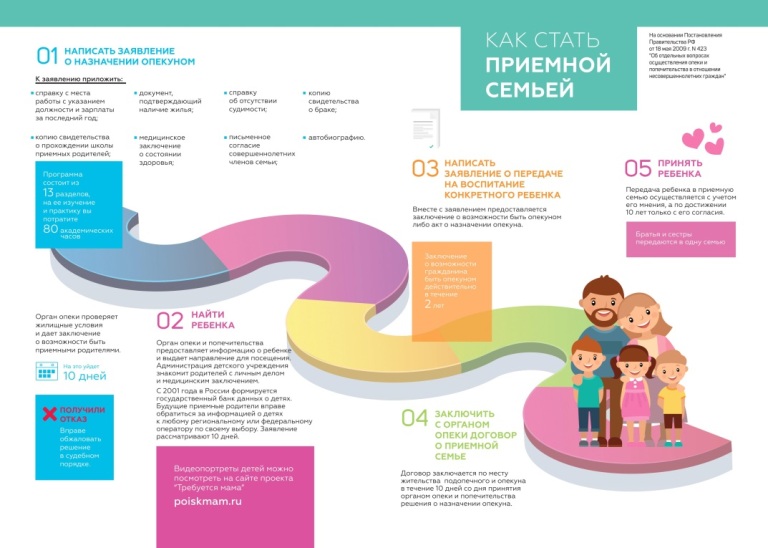 КАК СТАТЬ
ПРИЕМНОЙ
СЕМЬЕЙ
На основании Постановления
Правительства РФ
от 18 мая 2009 г. N 423
"Об отдельных вопросах
осуществления опеки и
попечительства в отношении
несовершеннолетних граждан"
01 НАПИСАТЬ ЗАЯВЛЕНИЕ
О НАЗНАЧЕНИИ ОПЕКУНОМ
К заявлению приложить:
справку с места
работы с указанием
должности и зарплаты
за последний год;
документ,
подтверждающий
наличие жилья;
справку
об отсутствии
судимости;
копию
свидетельства
о браке;
копию свидетельства
о прохождении школы
приемных родителей;
медицинское
заключение
о состоянии
здоровья;
письменное
согласие
совершеннолетних
членов семьи;
автобиографию.
Программа
состоит из
13 разделов,
на ее изучение
и практику вы
потратите
80 академических
часов
Орган опеки проверяет
жилищные условия
и дает заключение
о возможности быть
приемными родителями.
На это уйдет
10 дней
ПОЛУЧИЛИ
ОТКАЗ
Вправе
обжаловать
решение
в судебном
порядке.
02 НАЙТИ
РЕБЕНКА
Орган опеки и попечительства
предоставляет информацию о ребенке
и выдает направление для посещения.
Администрация детского учреждения
знакомит родителей с личным делом
и медицинским заключением.
С 2001 года в России формируется
государственный банк данных о детях.
Будущие приемные родители вправе
обратиться за информацией о детях
к любому региональному или федеральному
оператору по своему выбору. Заявление
рассматривают 10 дней.
Видеопортреты детей можно
посмотреть на сайте проекта
"Требуется мама"
poiskmam.ru
03 НАПИСАТЬ
ЗАЯВЛЕНИЕ О ПЕРЕДАЧЕ
НА ВОСПИТАНИЕ
КОНКРЕТНОГО РЕБЕНКА
Вместе с заявлением предоставляется
заключение о возможности быть опекуном
либо акт о назначении опекуна.
Заключение
о возможности
гражданина
быть опекуном
действительно
в течение
2 лет
04 ЗАКЛЮЧИТЬ
С ОРГАНОМ
ОПЕКИ ДОГОВОР
О ПРИЕМНОЙ
СЕМЬЕ
Договор заключается по месту
жительства подопечного и опекуна
в течение 10 дней со дня принятия
органом опеки и попечительства
решения о назначении опекуна.
05 ПРИНЯТЬ
РЕБЕНКА
Передача ребенка в приемную
семью осуществляется с учетом
его мнения, а по достижении
10 лет только с его согласия.
Братья и сестры
передаются в одну семью